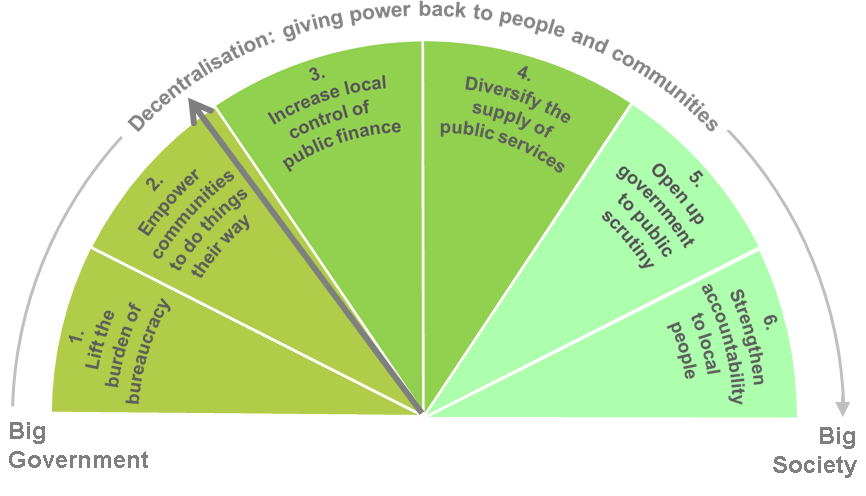 Decentralisation: giving power back to people and communities
1.
Lift the
burden of
bureaucracy
2.
Empower
communities
to do things
their way
3.
Increase local
control of
public finance
4.
Diversify the
supply of
public services
5.
Open up
government
to public
scrutiny
6.
Strengthen
accountability
to local
people
Big
Government
Big
Society